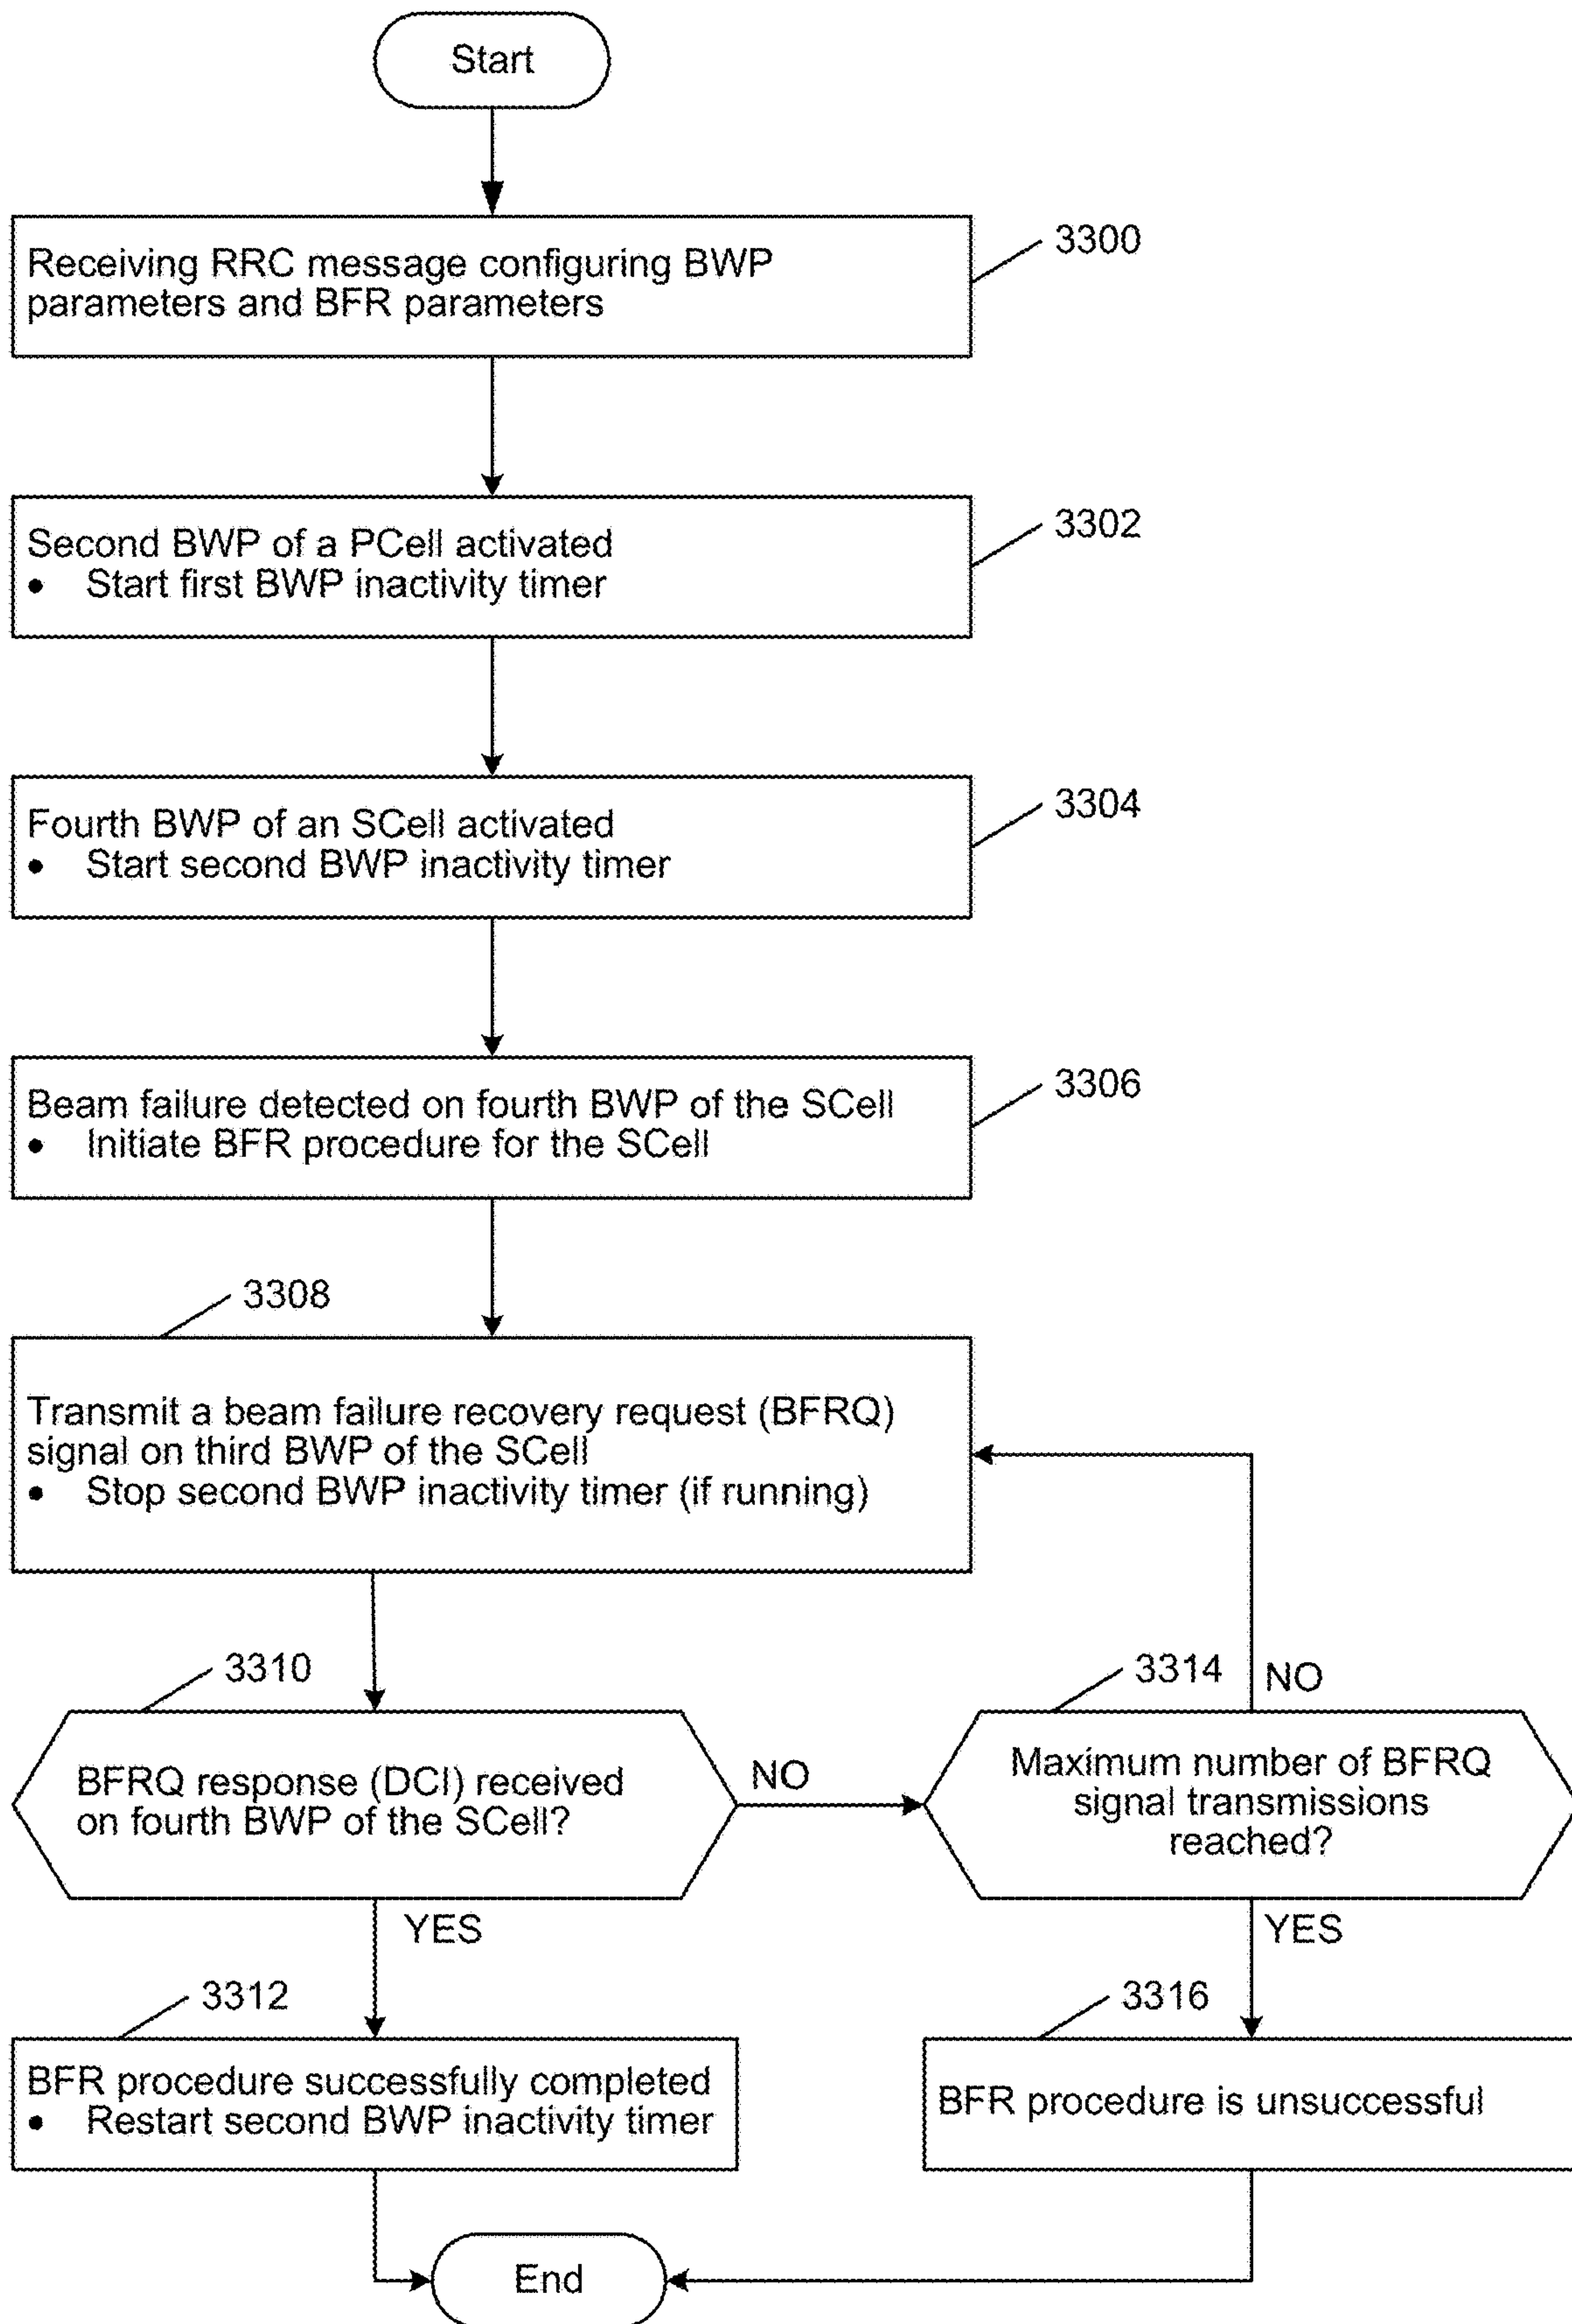 Start
Receiving RRC message configuring BWP
parameters and BFR parameters
3300
Second BWP of a PCell activated
• Start first BWP inactivity timer
3302
Fourth BWP of an SCell activated
• Start second BWP inactivity timer
3304
Beam failure detected on fourth BWP of the SCell
• Initiate BFR procedure for the SCell
3306
3308
Transmit a beam failure recovery request (BFRQ)
signal on third BWP of the SCell
• Stop second BWP inactivity timer (if running)
3310
BFRQ response (DCI) received
on fourth BWP of the SCell?
NO
3314
NO
Maximum number of BFRQ
signal transmissions
reached?
YES
YES
3312
BFR procedure successfully completed
• Restart second BWP inactivity timer
3316
BFR procedure is unsuccessful
End